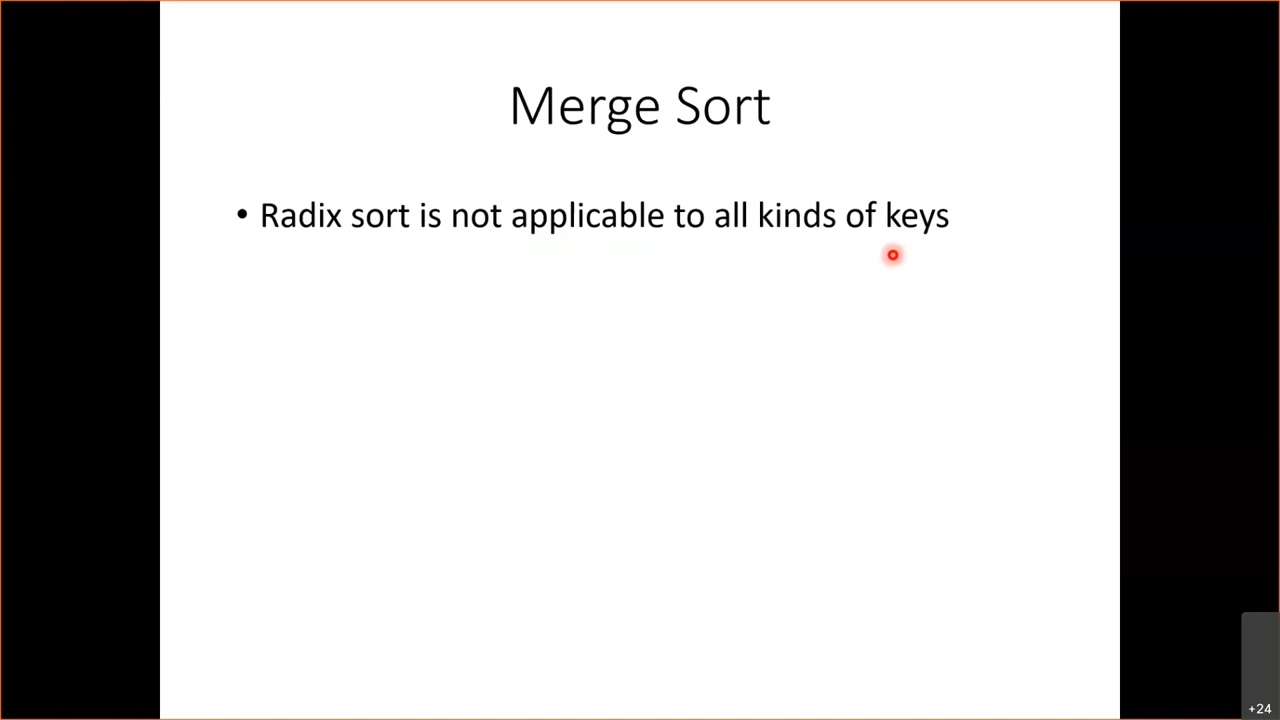 Merge Sort
• Radix sort is not applicable to all kinds of keys
+24